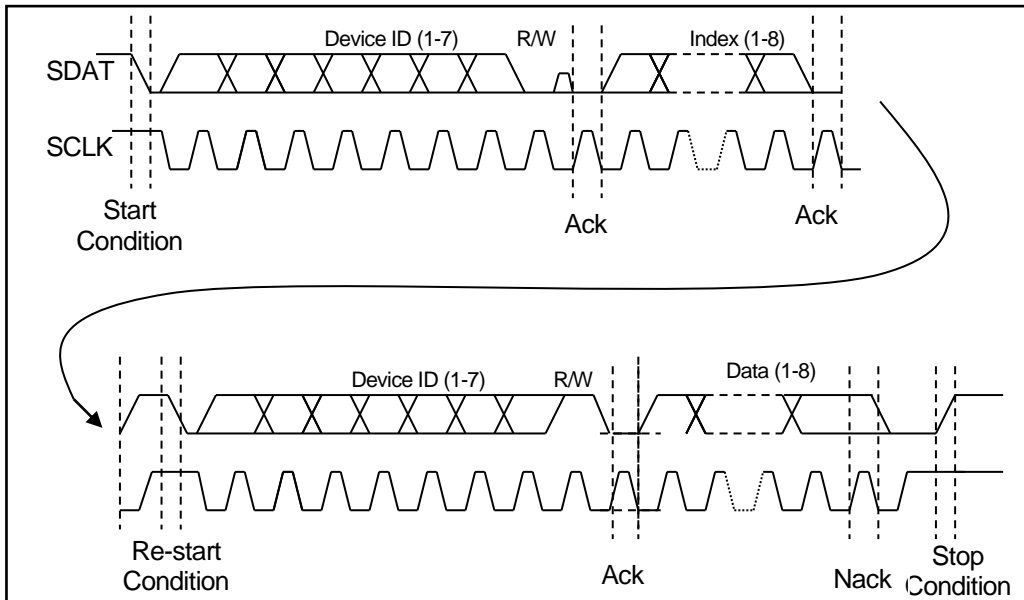 Device ID (1-7) R/W Index (1-8)
SDAT
SCLK
Start
Condition
Ack
Ack
Device ID (1-7) R/W Data (1-8)
Re-start
Condition
Ack
Nack
Stop
Condition